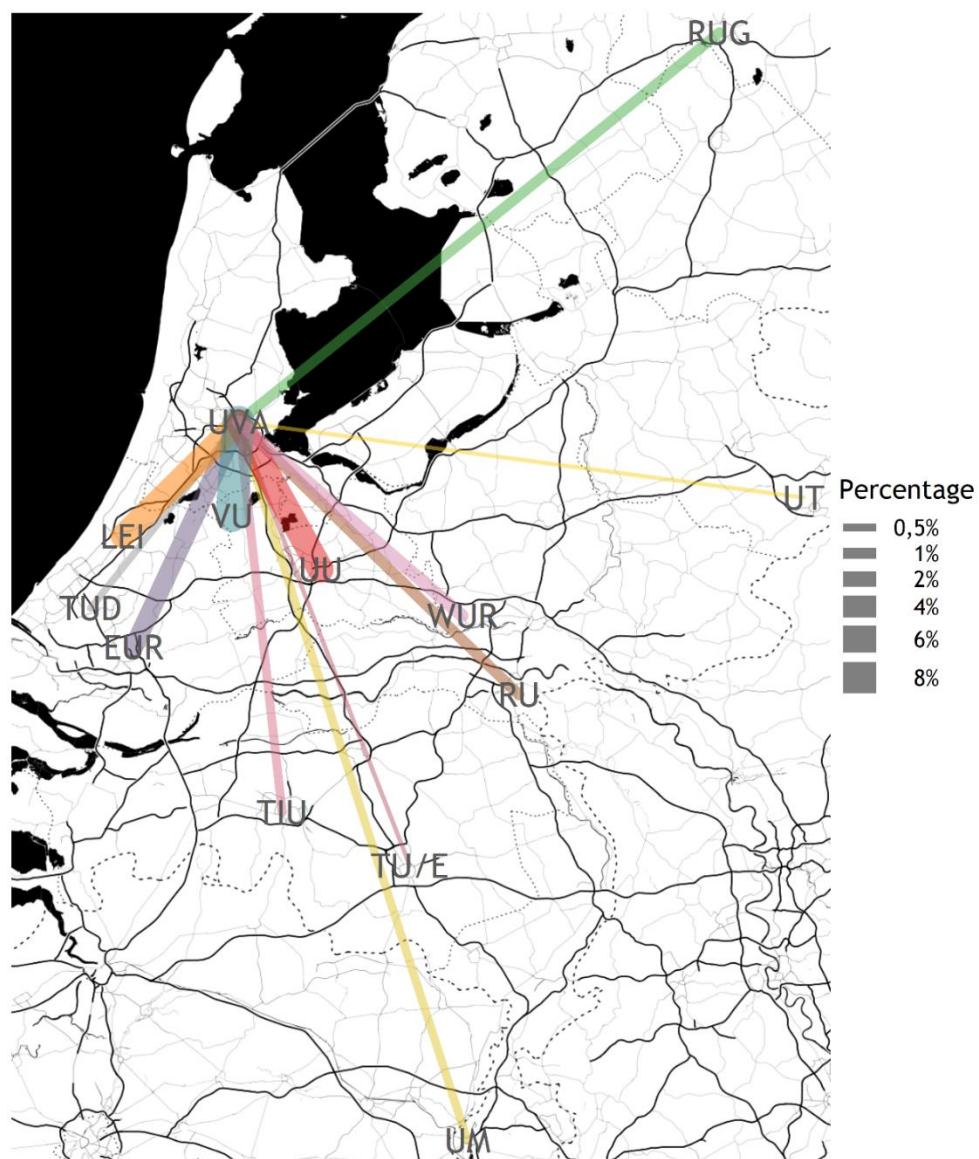 RUG
UVA
UT
VU
LEI
UU
TUD
WUR
EUR
RU
TIU
TU/E
UM
Percentage
0,5%
1%
2%
4%
6%
8%